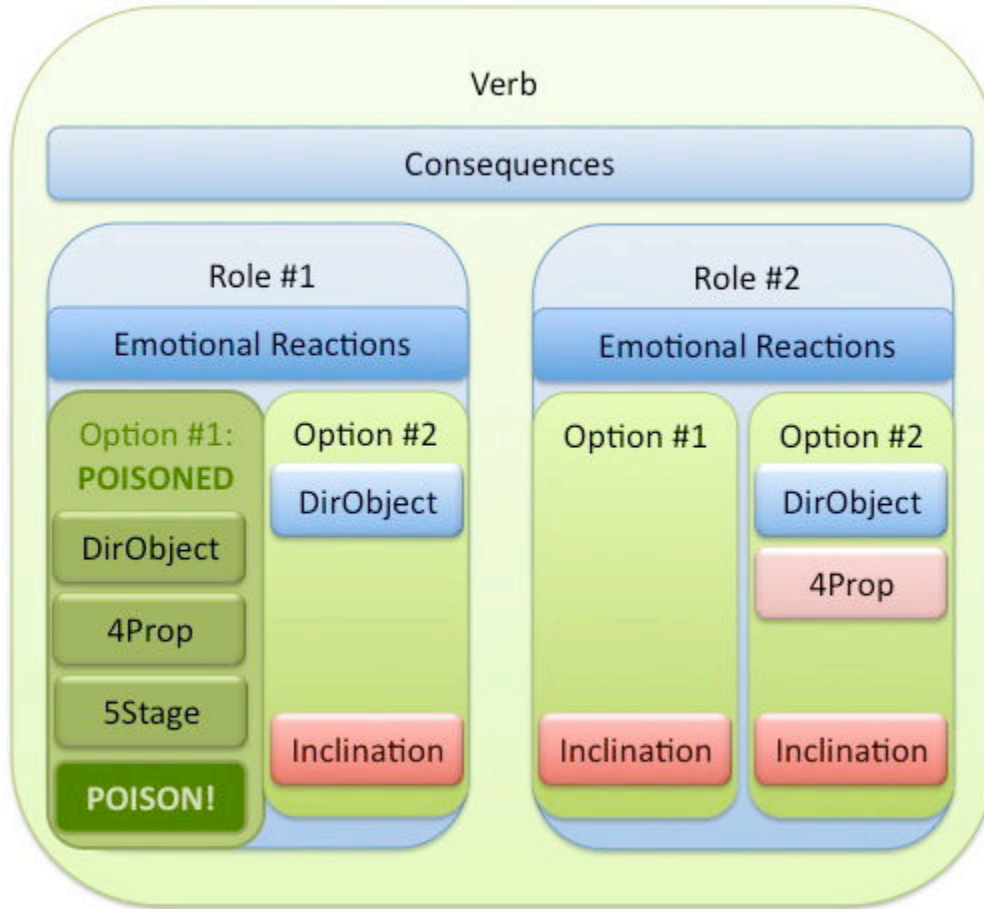 Verb
Consequences
Role #1
Emotional Reactions
Option #1:
POISONED
DirObject
4Prop
5Stage
POISON!
Option #2
DirObject
Inclination
Role #2
Emotional Reactions
Option #1
Inclination
Option #2
DirObject
4Prop
Inclination